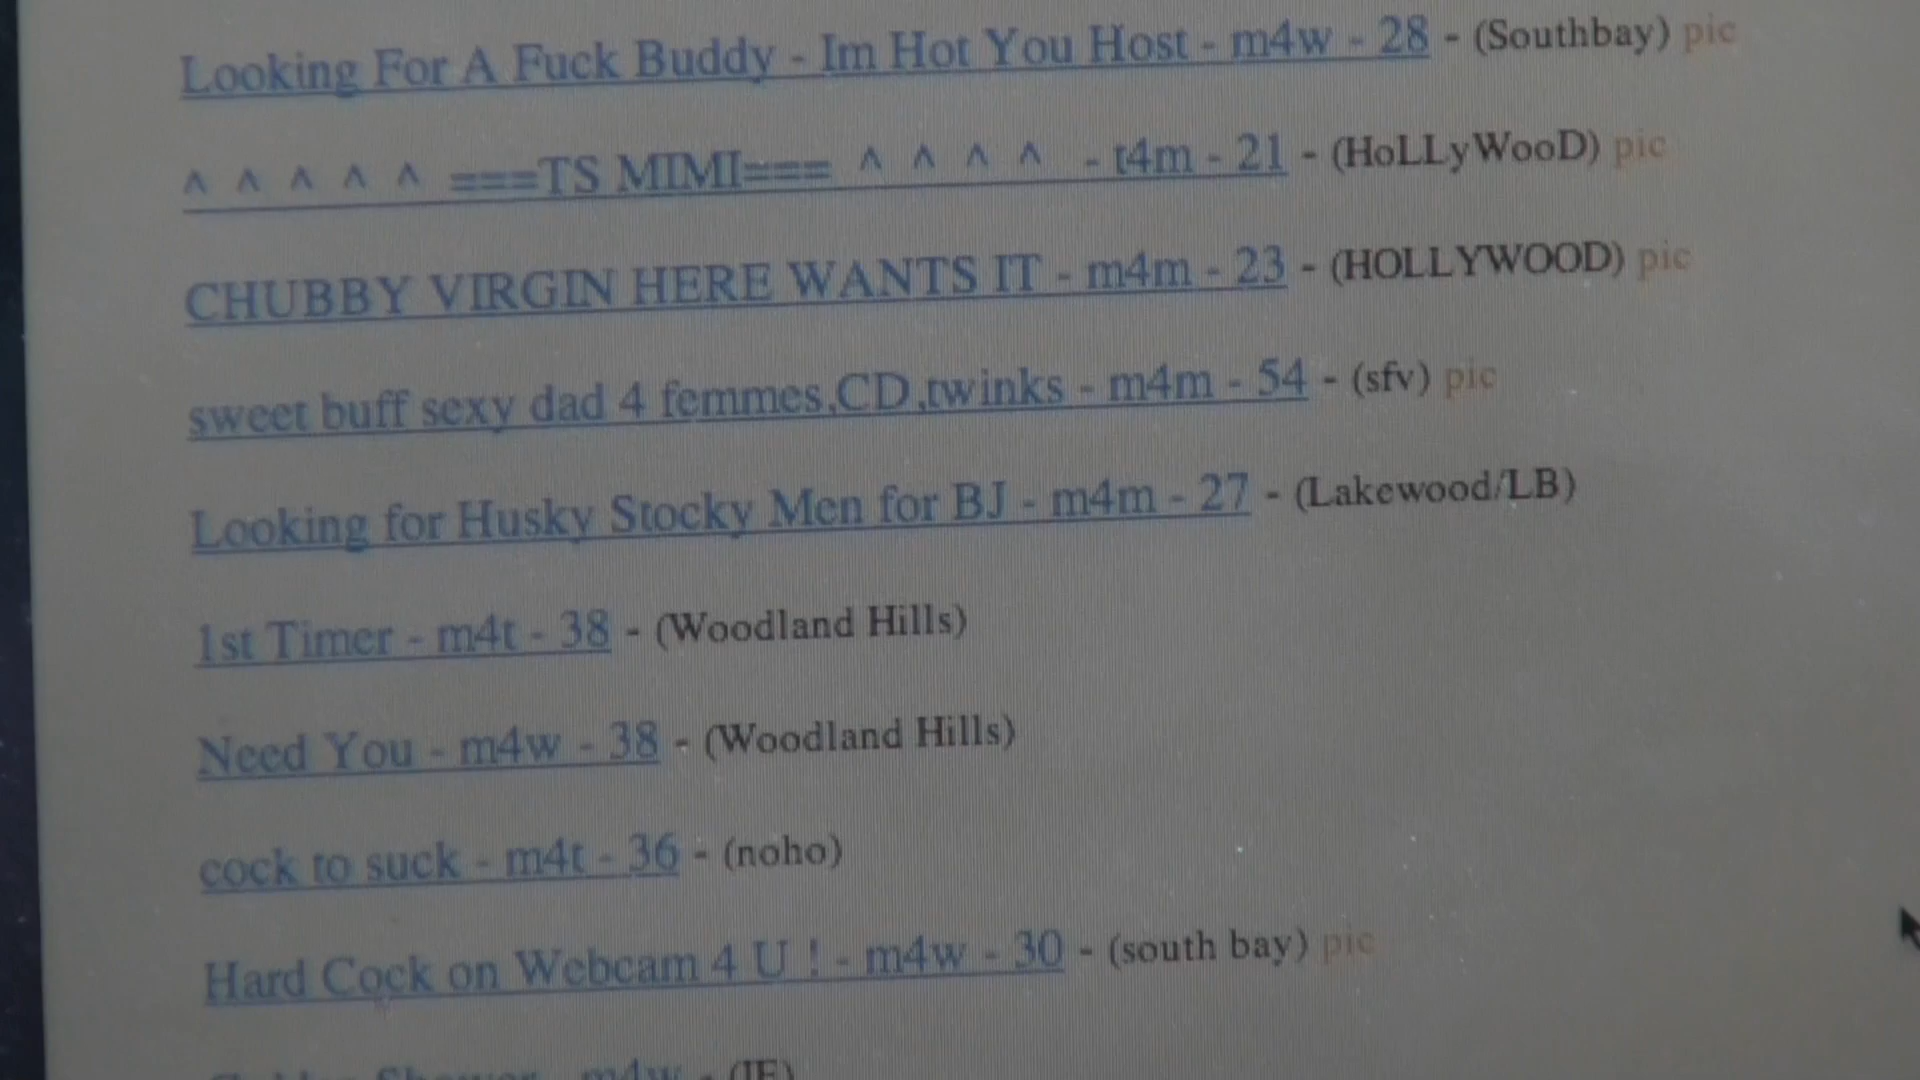 Looking For A Fuck Buddy - Im Hot You Host - m4w - 28 - (Southbay) pic
^ ^ ^ ^ ^ ===TS MIMI=== ^ ^ ^ ^ - t4m - 21 - (HoLLyWooD) pic
CHUBBY VIRGIN HERE WANTS IT - m4m - 23 - (HOLLYWOOD) pic
sweet buff sexy dad 4 femmes,CD,twinks - m4m - 54 - (sfv) pic
Looking for Husky Stocky Men for BJ - m4m - 27 - (Lakewood/LB)
1st Timer - m4t - 38 - (Woodland Hills)
Need You - m4w - 38 - (Woodland Hills)
cock to suck - m4t - 36 - (noho)
Hard Cock on Webcam 4 U ! - m4w - 30 - (south bay) pic
Shower - m4w - (IE)